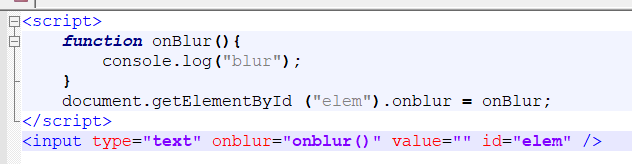 <script>
    function onBlur(){
        console.log("blur");
    }
    document.getElementById ("elem").onblur = onBlur;
</script>
<input type="text" onblur="onblur()" value="" id="elem" />